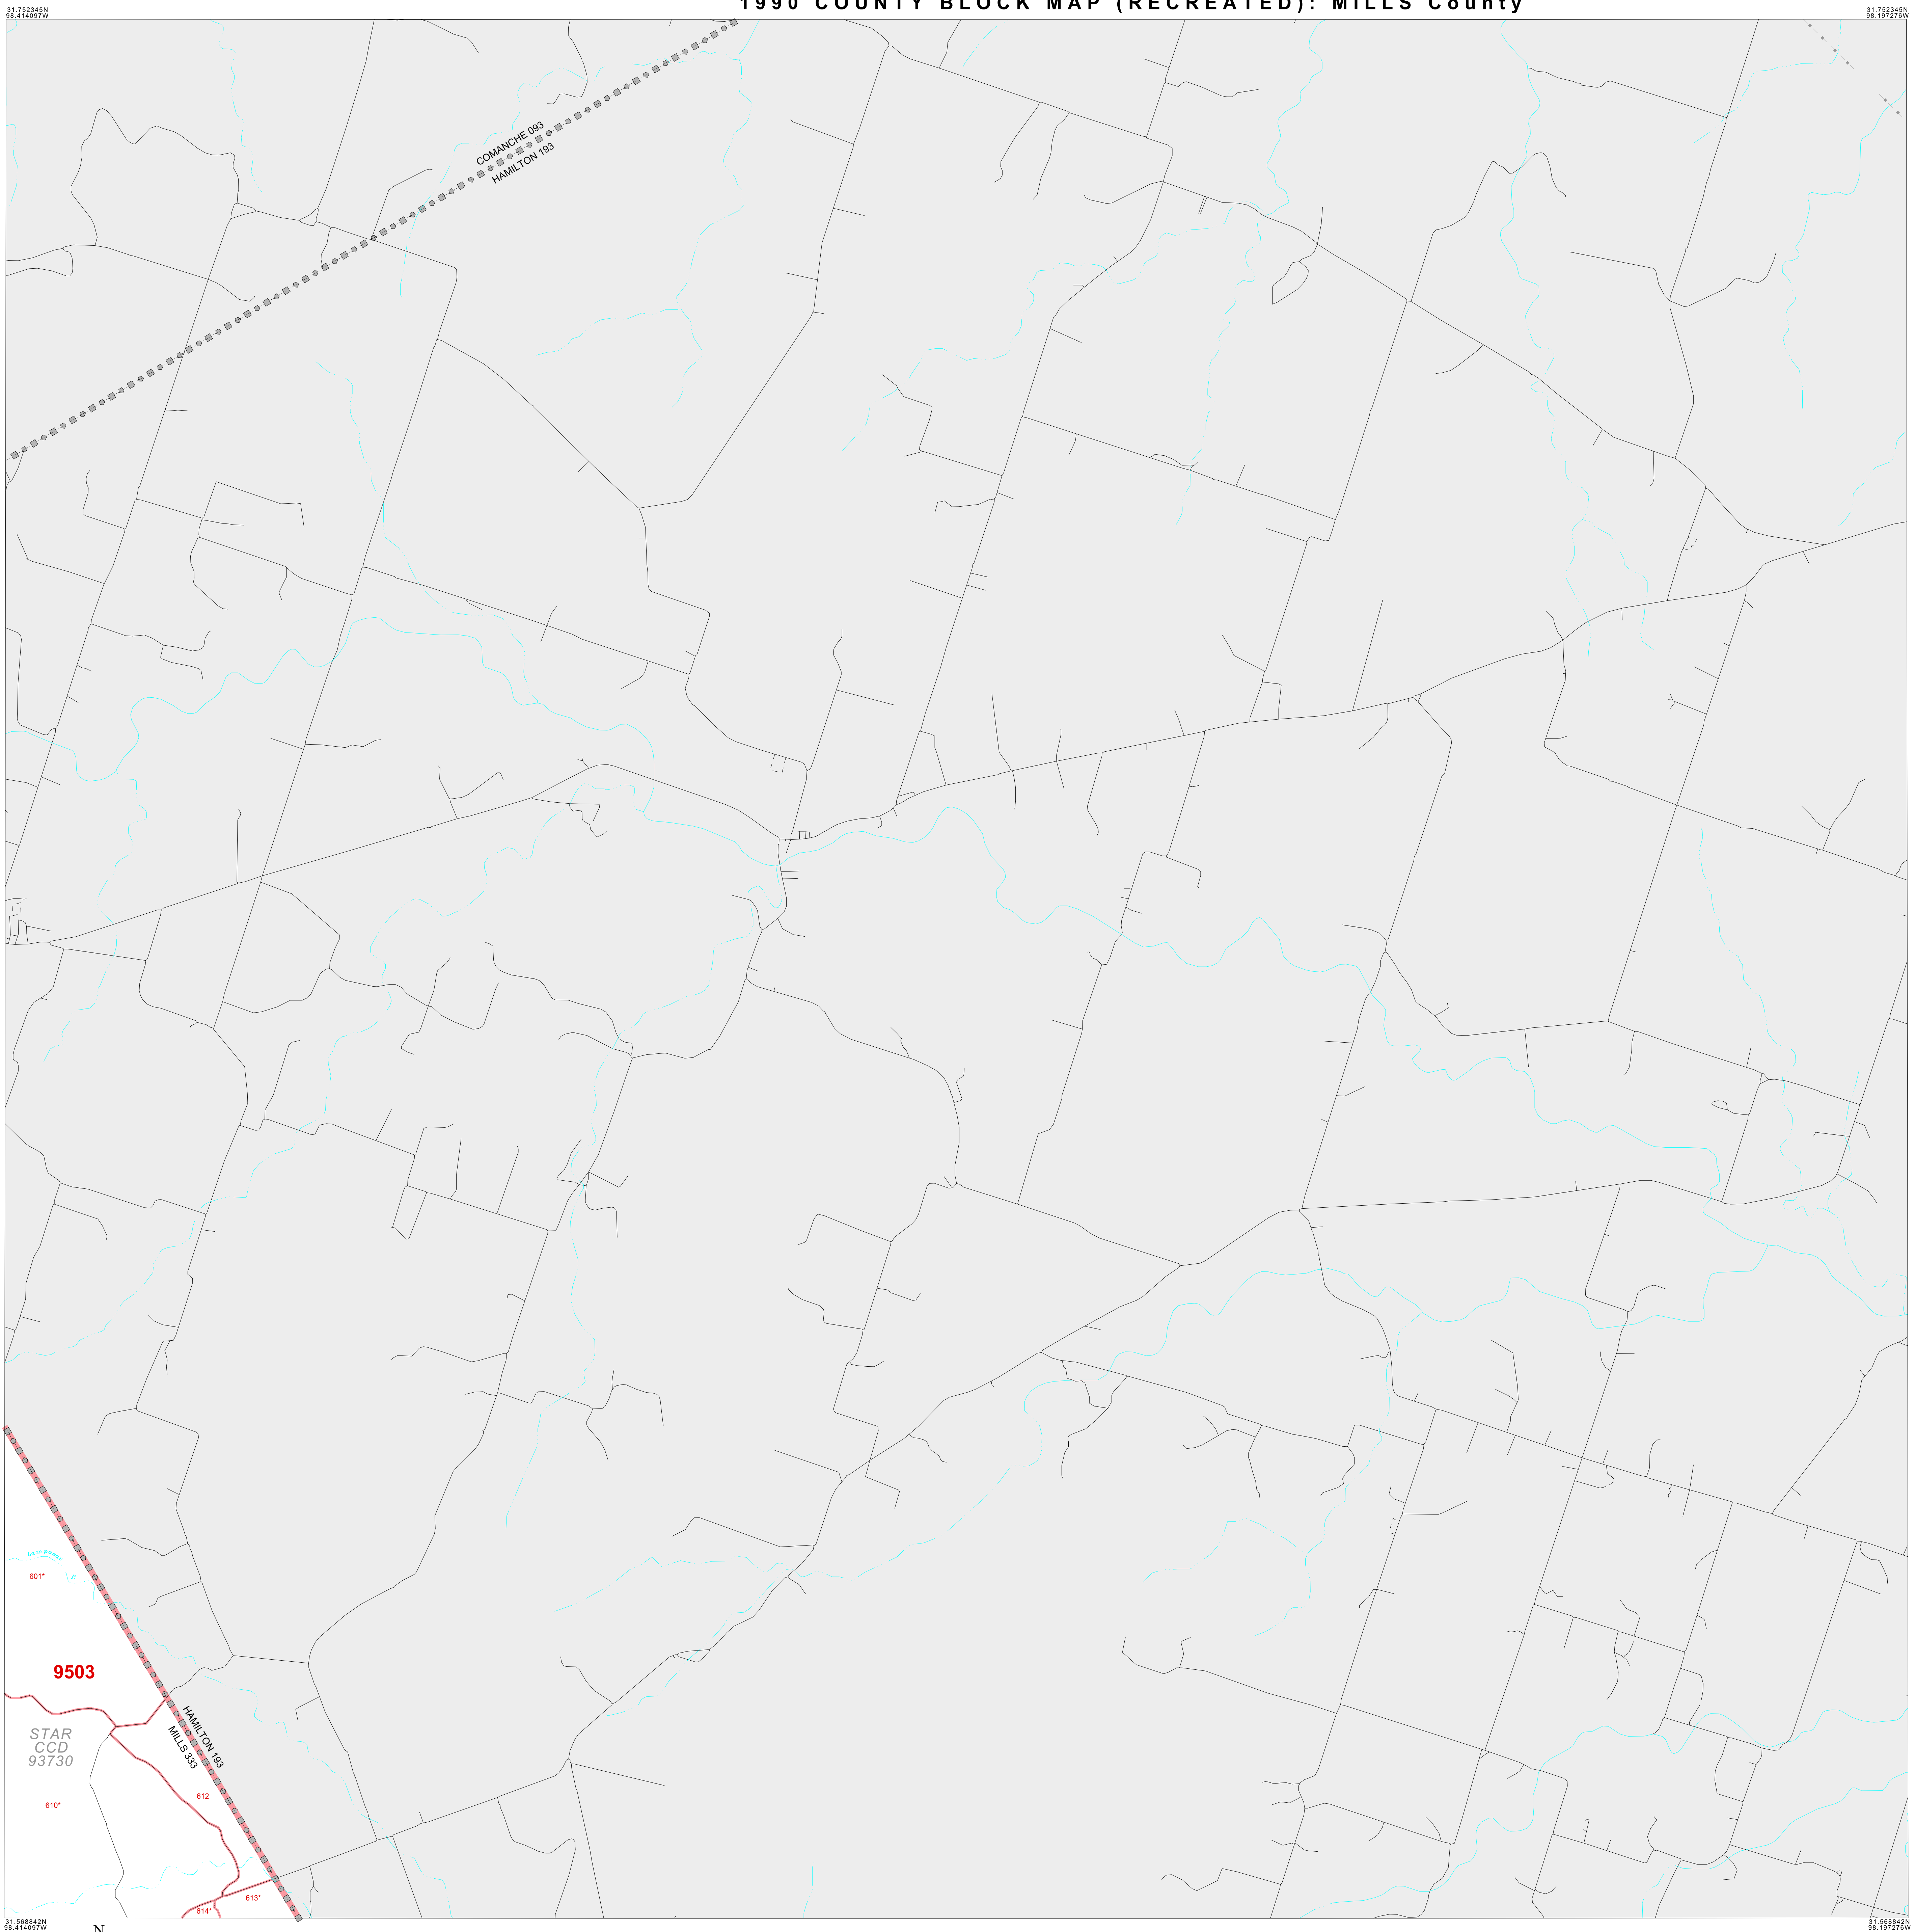 1990 COUNTY BLOCK MAP (RECREATED): MILLS County
31.752345N
98.414097W
31.752345N
98.197276W
COMANCHE 093
HAMILTON 193
Lampasas
R
601*
9503
STAR
CCD
93730
HAMILTON 193
MILLS 333
612
610*
613*
614*
31.568842N
98.414097W
N
31.568842N
98.197276W